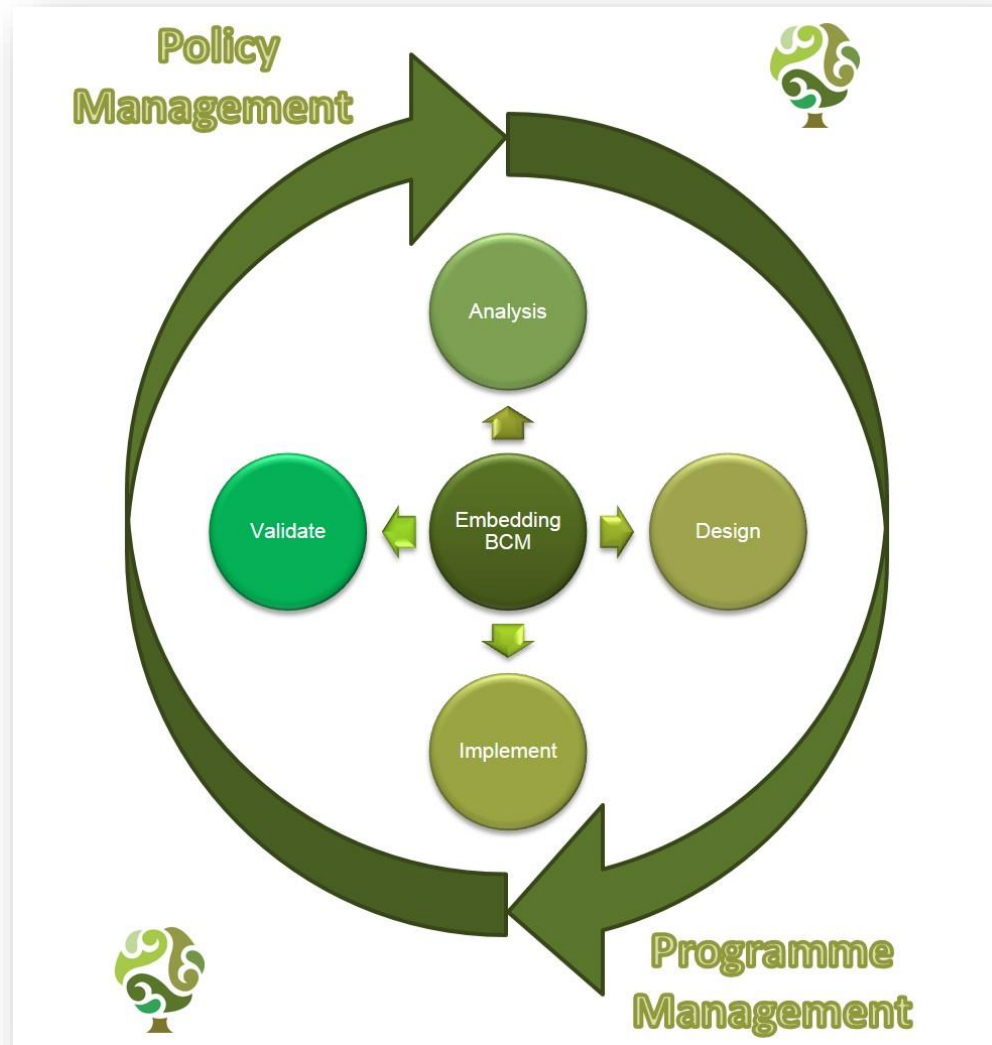 Policy
Management
Analysis
Validate
Embedding
BCM
Design
Implement
Programme
Management